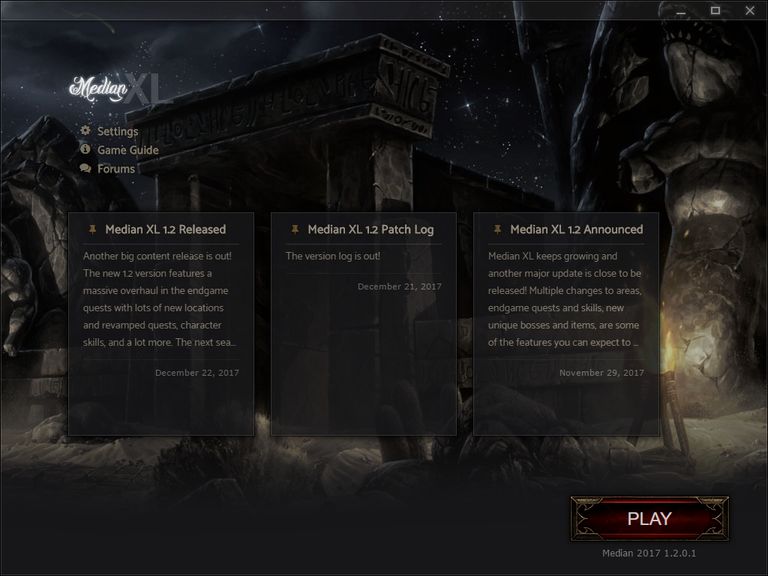 Median XL
Settings
Game Guide
Forums
Median XL 1.2 Released
Another big content release is out!
The new 1.2 version features a
massive overhaul in the endgame
quests with lots of new locations
and revamped quests, character
skills, and a lot more. The next sea...
December 22, 2017
Median XL 1.2 Patch Log
The version log is out!
December 21, 2017
Median XL 1.2 Announced
Median XL keeps growing and
another major update is close to be
released! Multiple changes to areas,
endgame quests and skills, new
unique bosses and items, are some
of the features you can expect to ...
November 29, 2017
PLAY
Median 2017 1.2.0.1